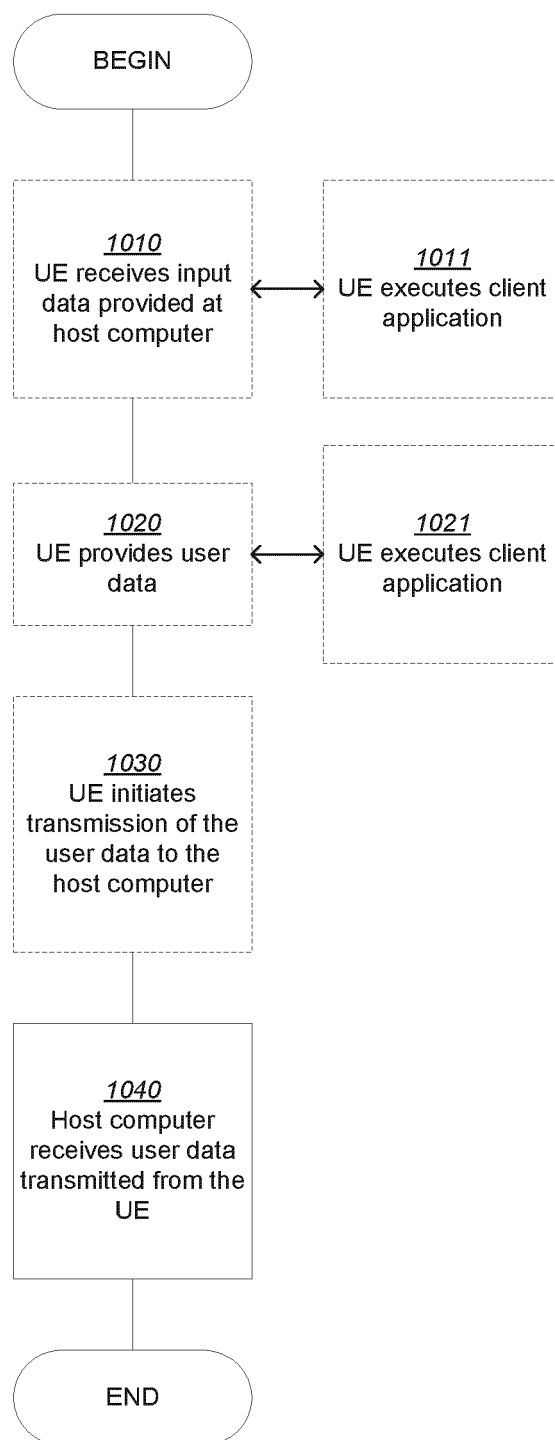 BEGIN
1010
UE receives input
data provided at
host computer
1011
UE executes client
application
1020
UE provides user
data
1021
UE executes client
application
1030
UE initiates
transmission of the
user data to the
host computer
1040
Host computer
receives user data
transmitted from the
UE
END